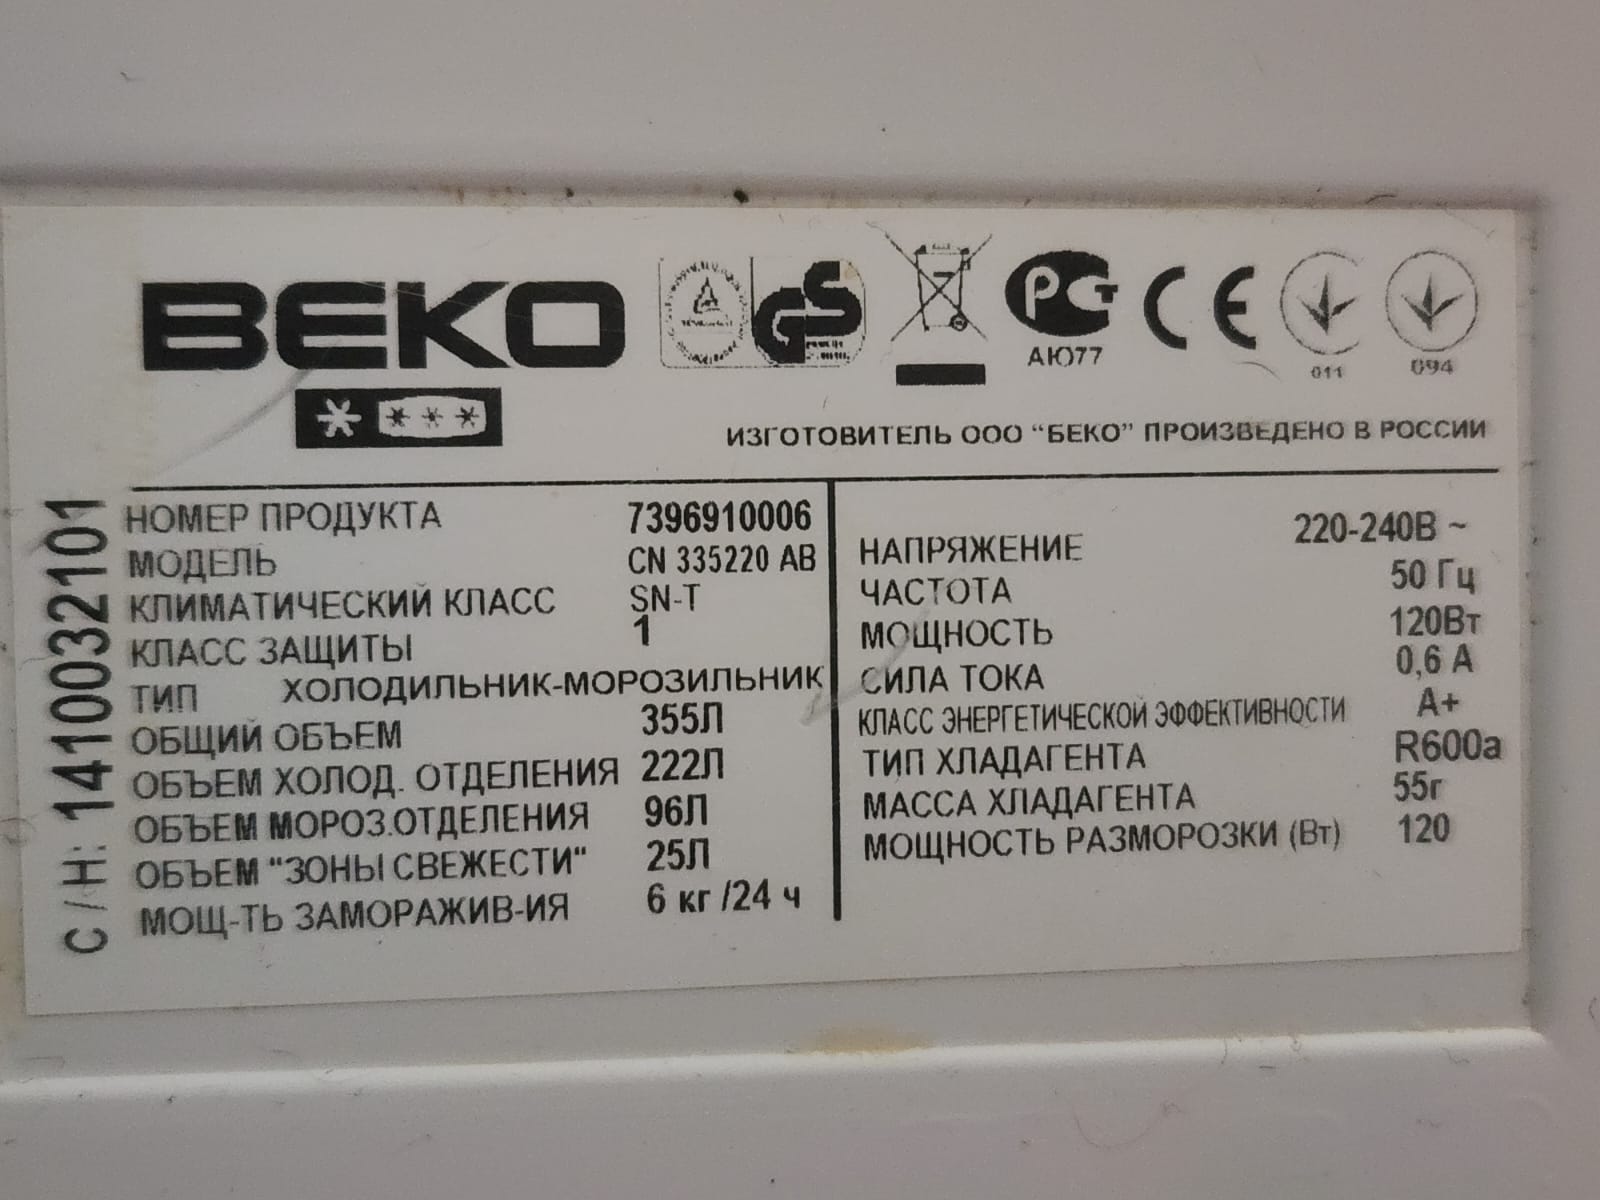 BEKO
GS
АЮ77
CE
011
094
ИЗГОТОВИТЕЛЬ ООО "БЕКО" ПРОИЗВЕДЕНО В РОССИИ
С / Н: 1410032101
НОМЕР ПРОДУКТА 7396910006
МОДЕЛЬ CN 335220 AB
КЛИМАТИЧЕСКИЙ КЛАСС SN-T
КЛАСС ЗАЩИТЫ 1
ТИП ХОЛОДИЛЬНИК-МОРОЗИЛЬНИК
ОБЩИЙ ОБЪЕМ 355Л
ОБЪЕМ ХОЛОД. ОТДЕЛЕНИЯ 222Л
ОБЪЕМ МОРОЗ.ОТДЕЛЕНИЯ 96Л
ОБЪЕМ "ЗОНЫ СВЕЖЕСТИ" 25Л
МОЩ-ТЬ ЗАМОРАЖИВ-ИЯ 6 кг /24 ч
НАПРЯЖЕНИЕ 220-240В ~
ЧАСТОТА 50 Гц
МОЩНОСТЬ 120Вт
СИЛА ТОКА 0,6 А
КЛАСС ЭНЕРГЕТИЧЕСКОЙ ЭФФЕКТИВНОСТИ А+
ТИП ХЛАДАГЕНТА R600a
МАССА ХЛАДАГЕНТА 55г
МОЩНОСТЬ РАЗМОРОЗКИ (Вт) 120